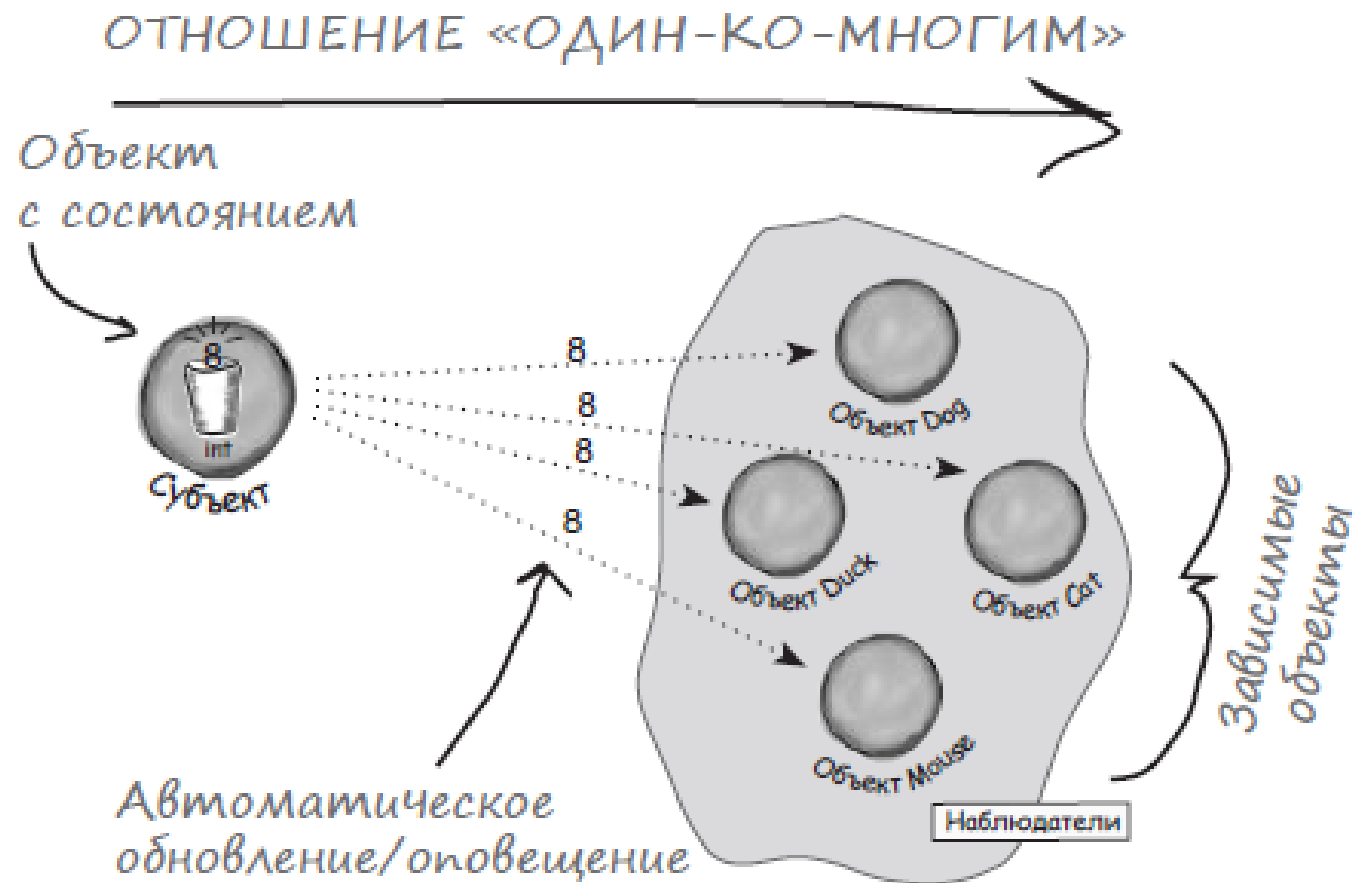 ОТНОШЕНИЕ «ОДИН-КО-МНОГИМ»
Объект
с состоянием
8
int
Субъект
8
8
8
8
Объект Dog
Объект Duck
Объект Cat
Объект Mouse
Наблюдатели
Зависимые
объекты
Автоматическое
обновление/оповещение